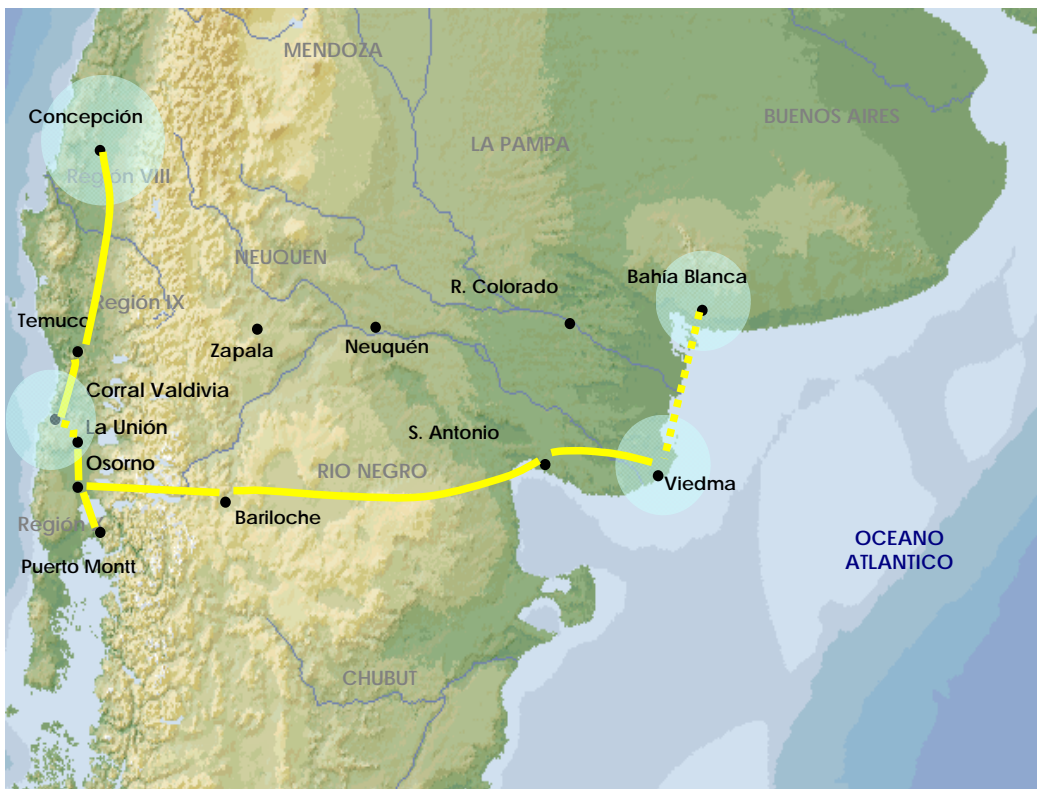 MENDOZA
Concepción
BUENOS AIRES
LA PAMPA
Región VIII
NEUQUEN
Bahía Blanca
R. Colorado
Región IX
Temuco
Zapala
Neuquén
Corral Valdivia
La Unión
S. Antonio
Osorno
RIO NEGRO
Viedma
Bariloche
Región
OCEANO
ATLANTICO
Puerto Montt
CHUBUT